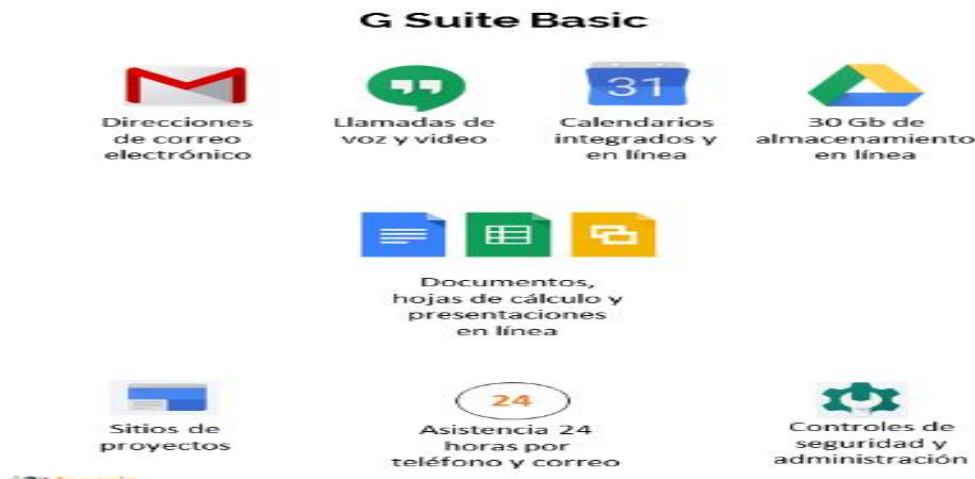 G Suite Basic
31
Direcciones
de correo
electrónico
Llamadas de
voz y video
Calendarios
integrados y
en línea
30 Gb de
almacenamiento
en línea
Documentos,
hojas de cálculo y
presentaciones
en línea
Sitios de
proyectos
24
Asistencia 24
horas por
teléfono y correo
Controles de
seguridad y
administración